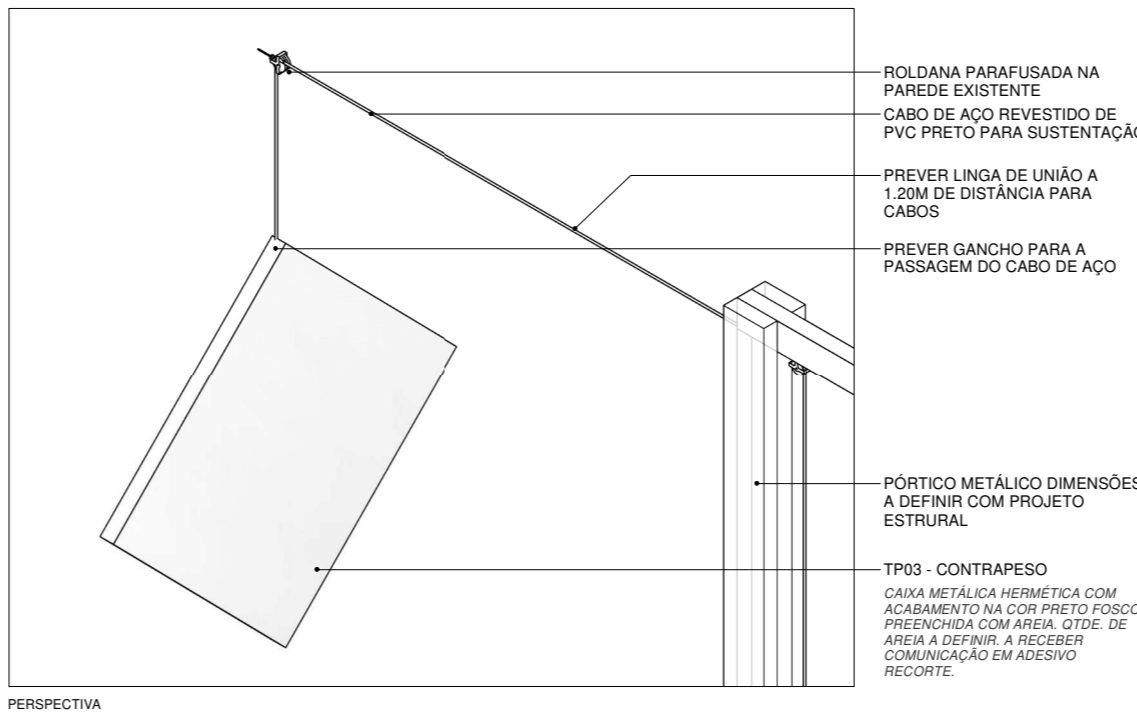 ROLDANA PARAFUSADA NA
PAREDE EXISTENTE
CABO DE AÇO REVESTIDO DE
PVC PRETO PARA SUSTENTAÇÃO
PREVER LINGA DE UNIÃO A
1.20M DE DISTÂNCIA PARA
CABOS
PREVER GANCHO PARA A
PASSAGEM DO CABO DE AÇO
PÓRTICO METÁLICO DIMENSÕES
A DEFINIR COM PROJETO
ESTRURAL
TP03 - CONTRAPESO
CAIXA METÁLICA HERMÉTICA COM
ACABAMENTO NA COR PRETO FOSCO
PREENCHIDA COM AREIA. QTDE. DE
AREIA A DEFINIR. A RECEBER
COMUNICAÇÃO EM ADESIVO
RECORTE.
PERSPECTIVA